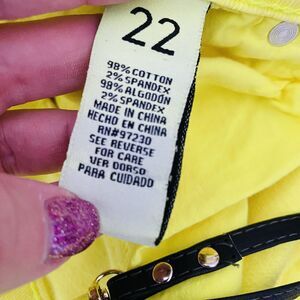 22
98% COTTON
2% SPANDEX
98% ALGODÓN
2% SPANDEX
MADE IN CHINA
HECHO EN CHINA
RN#97230
SEE REVERSE
FOR CARE
VER DORSO
PARA CUIDADO